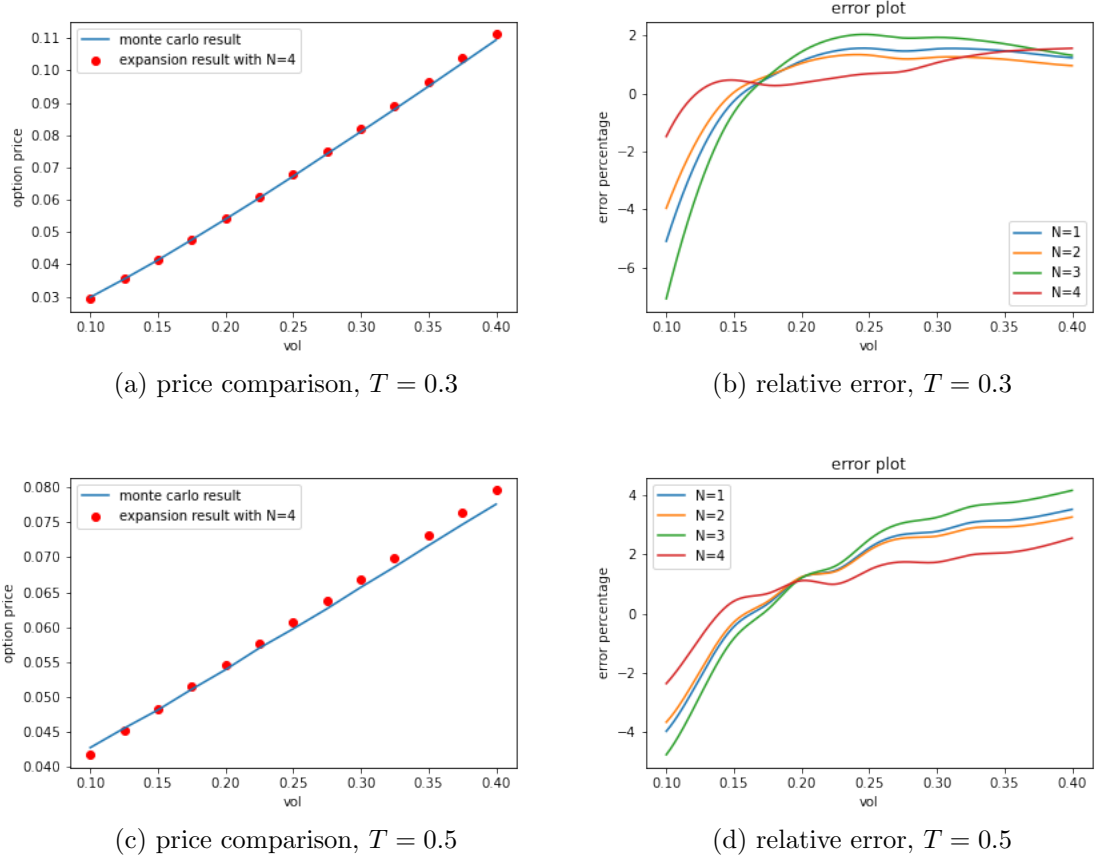 monte carlo result
expansion result with N=4
option price
0.11
0.10
0.09
0.08
0.07
0.06
0.05
0.04
0.03
0.10 0.15 0.20 0.25 0.30 0.35 0.40
vol
(a) price comparison, T = 0.3
error plot
error percentage
2
0
−2
−4
−6
N=1
N=2
N=3
N=4
0.10 0.15 0.20 0.25 0.30 0.35 0.40
vol
(b) relative error, T = 0.3
monte carlo result
expansion result with N=4
option price
0.080
0.075
0.070
0.065
0.060
0.055
0.050
0.045
0.040
0.10 0.15 0.20 0.25 0.30 0.35 0.40
vol
(c) price comparison, T = 0.5
error plot
N=1
N=2
N=3
N=4
error percentage
4
2
0
−2
−4
0.10 0.15 0.20 0.25 0.30 0.35 0.40
vol
(d) relative error, T = 0.5